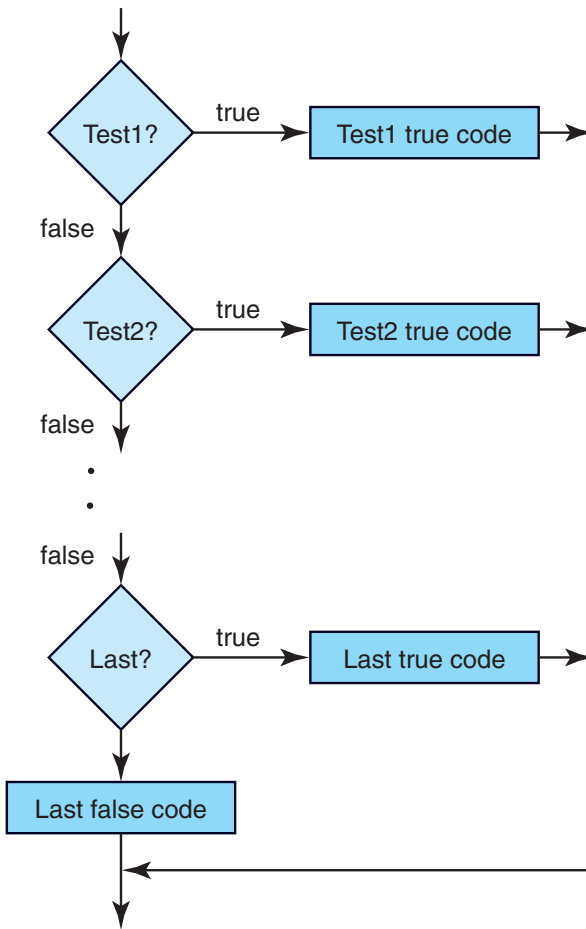 Test1?
true
Test1 true code
false
Test2?
true
Test2 true code
false
false
Last?
true
Last true code
Last false code